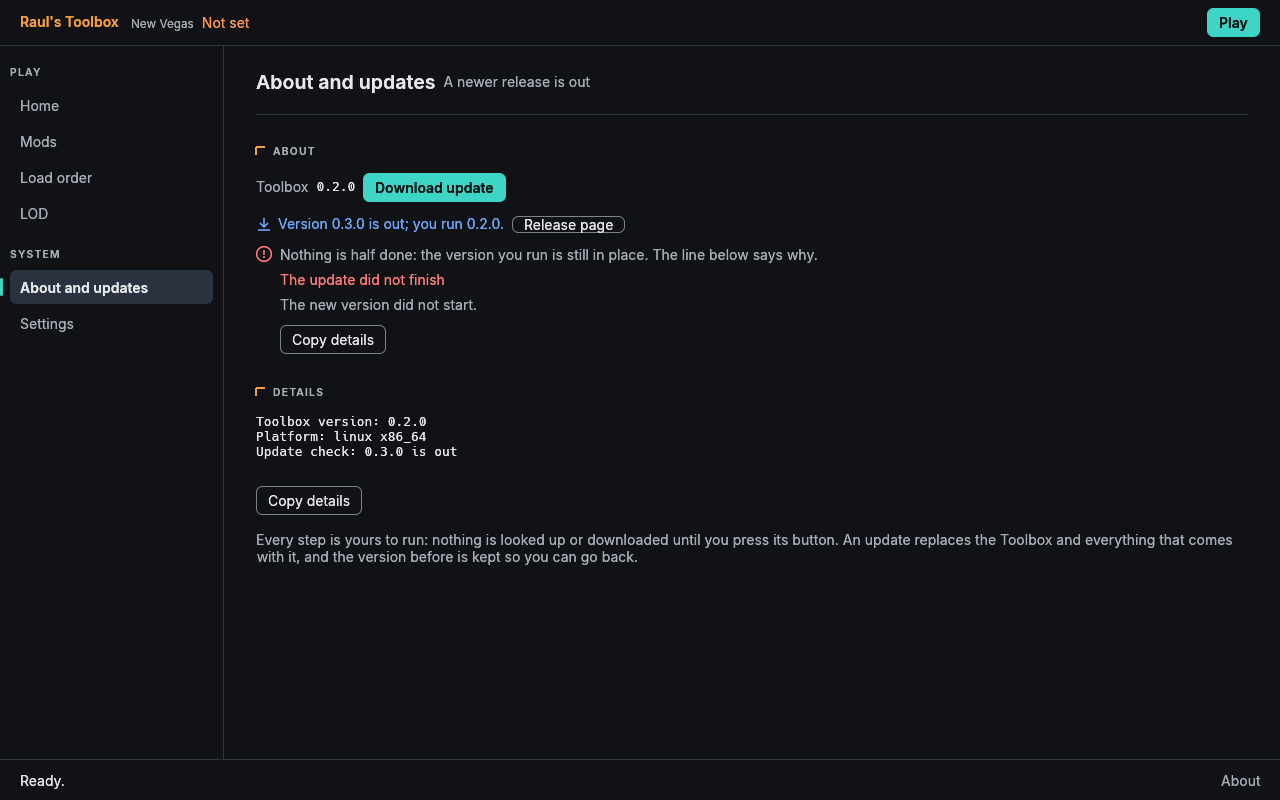 Raul's Toolbox New Vegas Not set
Play
PLAY
Home
Mods
Load order
LOD
SYSTEM
About and updates
Settings
About and updates A newer release is out
ABOUT
Toolbox 0.2.0 Download update
Version 0.3.0 is out; you run 0.2.0. Release page
Nothing is half done: the version you run is still in place. The line below says why.
The update did not finish
The new version did not start.
Copy details
DETAILS
Toolbox version: 0.2.0
Platform: linux x86_64
Update check: 0.3.0 is out
Copy details
Every step is yours to run: nothing is looked up or downloaded until you press its button. An update replaces the Toolbox and everything that comes
with it, and the version before is kept so you can go back.
Ready.
About